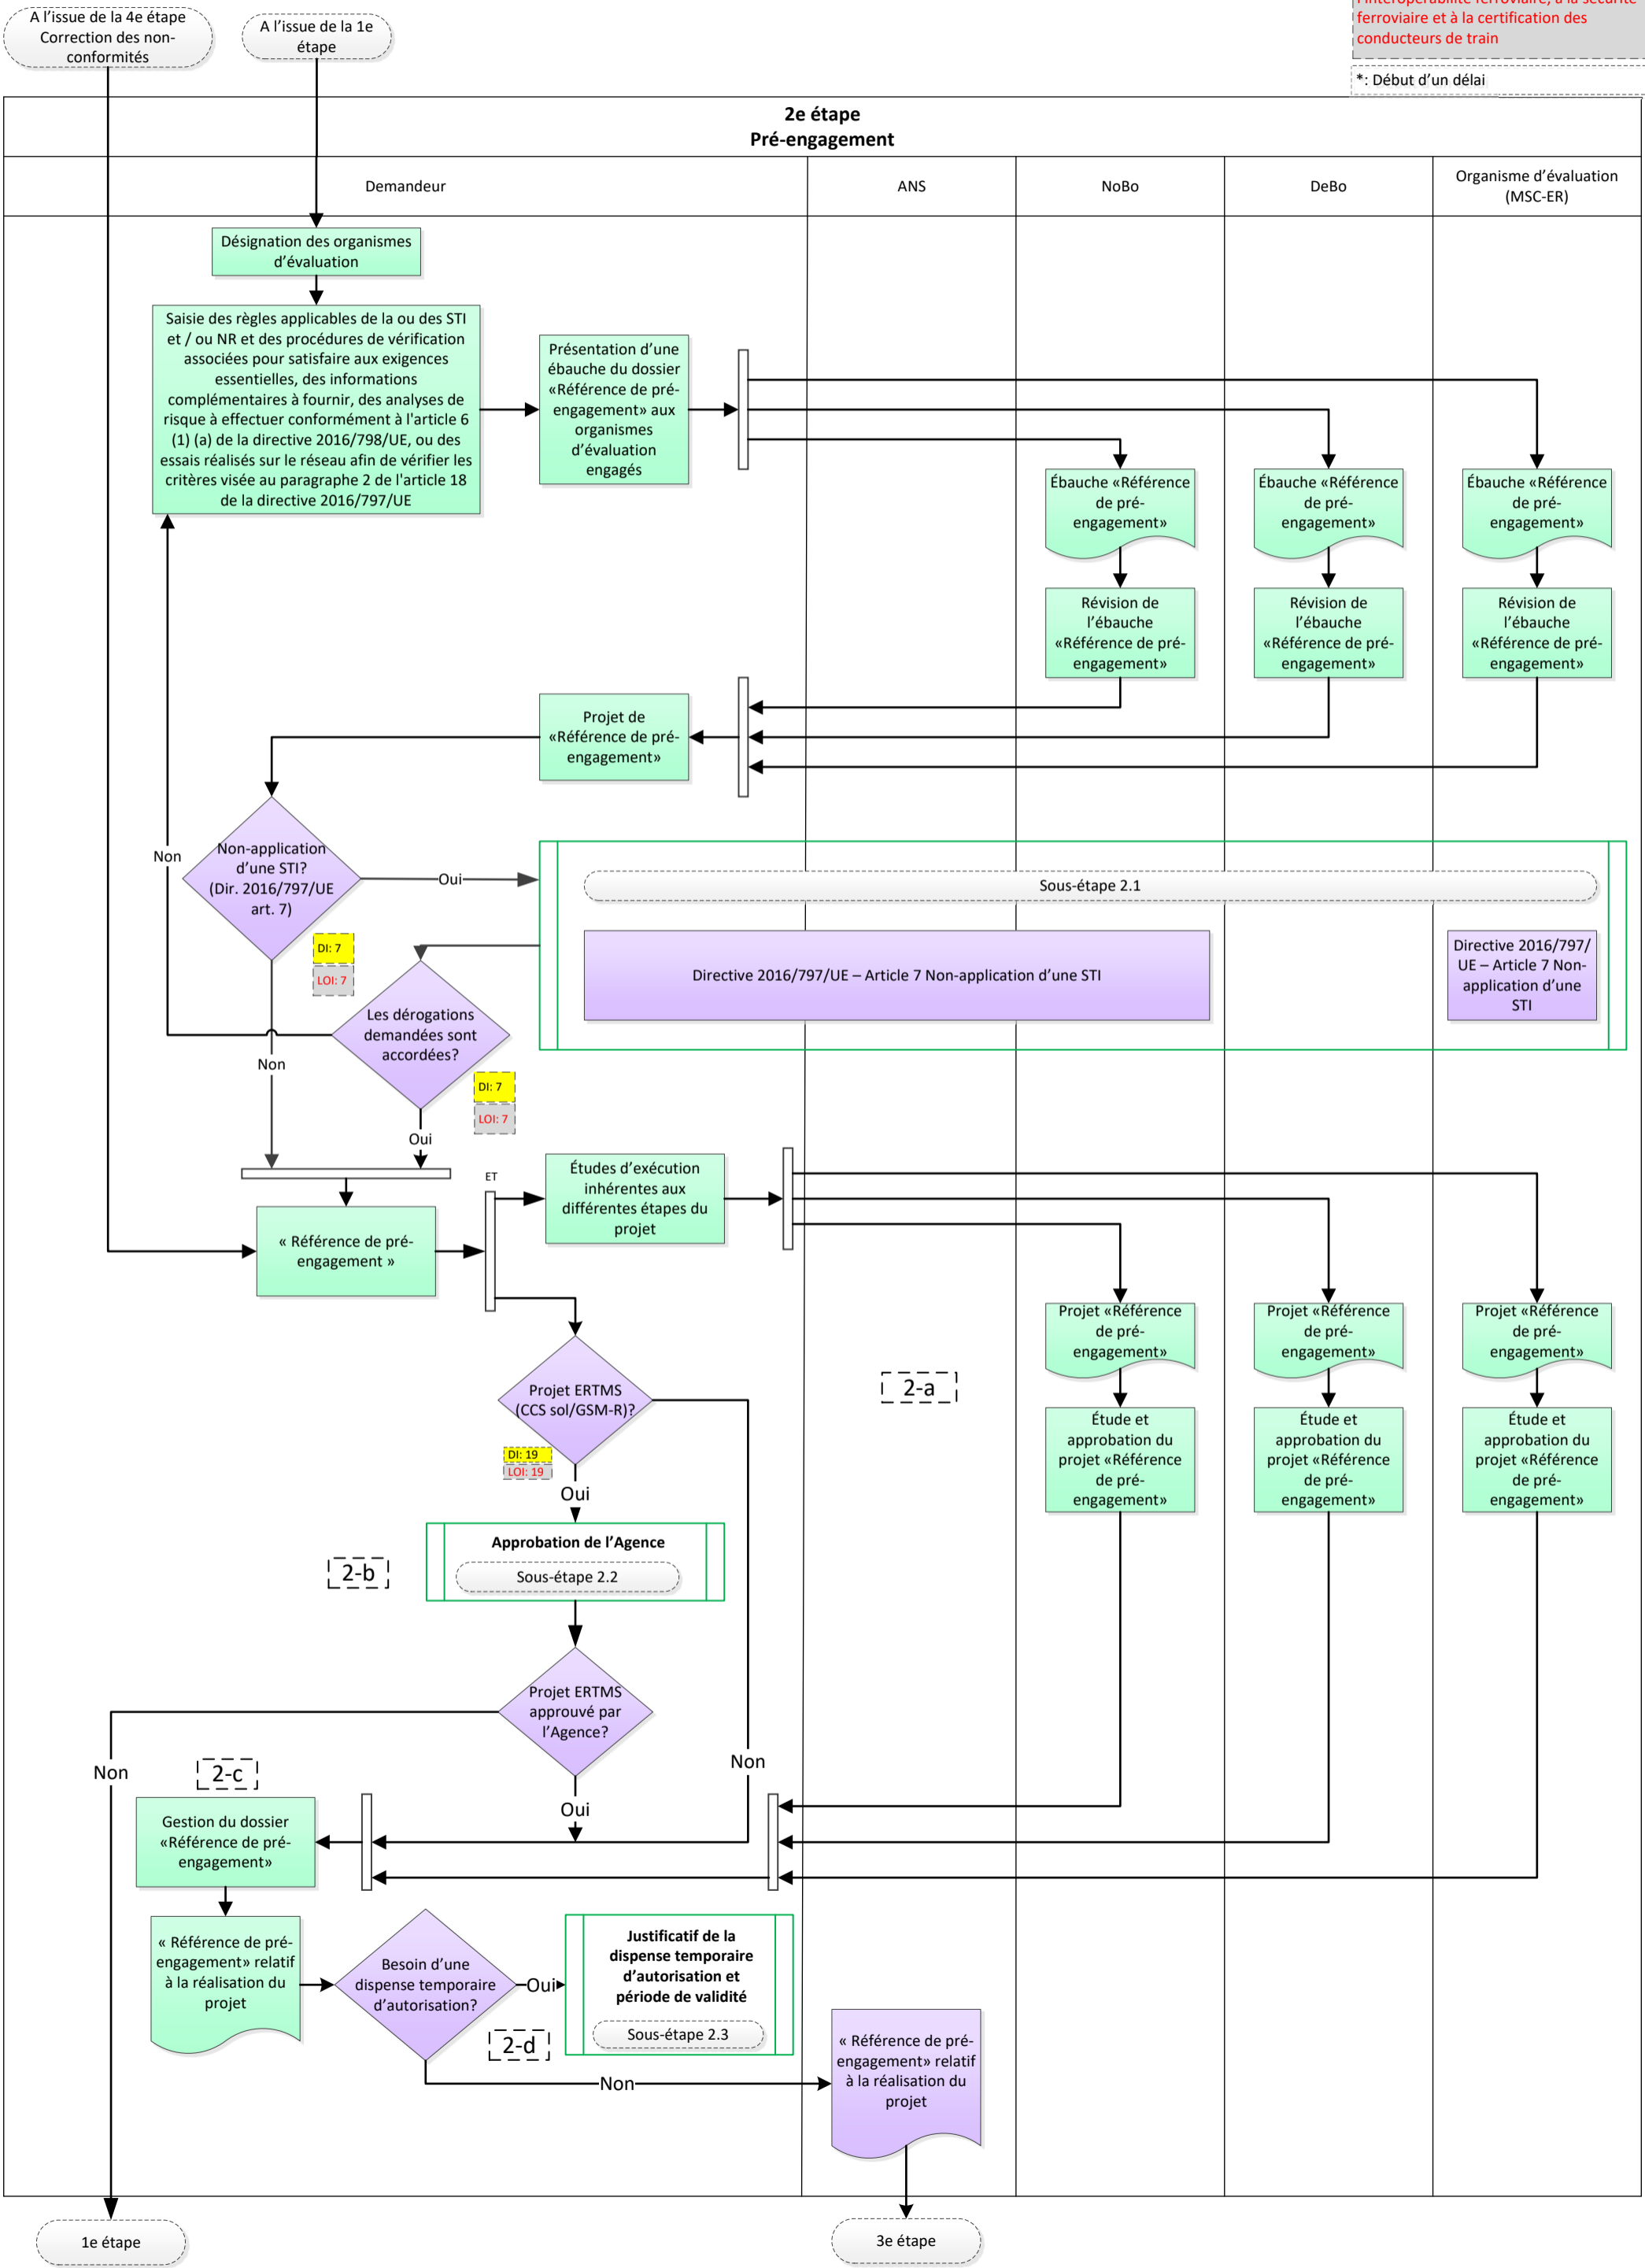 A l’issue de la 4e étape
Correction des non-
conformités
A l’issue de la 1e
étape
ferroviaire et à la certification des
conducteurs de train
*: Début d’un délai
2e étape
Pré-engagement
Demandeur
ANS
NoBo
DeBo
Organisme d’évaluation
(MSC-ER)
Désignation des organismes
d’évaluation
Saisie des règles applicables de la ou des STI
et / ou NR et des procédures de vérification
associées pour satisfaire aux exigences
essentielles, des informations
complémentaires à fournir, des analyses de
risque à effectuer conformément à l'article 6
(1) (a) de la directive 2016/798/UE, ou des
essais réalisés sur le réseau afin de vérifier les
critères visée au paragraphe 2 de l'article 18
de la directive 2016/797/UE
Présentation d’une
ébauche du dossier
«Référence de pré-
engagement» aux
organismes
d’évaluation
engagés
Ébauche «Référence
de pré-
engagement»
Ébauche «Référence
de pré-
engagement»
Ébauche «Référence
de pré-
engagement»
Révision de
l’ébauche
«Référence de pré-
engagement»
Révision de
l’ébauche
«Référence de pré-
engagement»
Révision de
l’ébauche
«Référence de pré-
engagement»
Projet de
«Référence de pré-
engagement»
Non
Non-application
d’une STI?
(Dir. 2016/797/UE
art. 7)
Oui
DI: 7
LOI: 7
Sous-étape 2.1
Directive 2016/797/UE – Article 7 Non-application d’une STI
Directive 2016/797/
UE – Article 7 Non-
application d’une
STI
Les dérogations
demandées sont
accordées?
Non
DI: 7
LOI: 7
Oui
ET
Études d’exécution
inhérentes aux
différentes étapes du
projet
« Référence de pré-
engagement »
Projet «Référence
de pré-
engagement»
Projet «Référence
de pré-
engagement»
Projet «Référence
de pré-
engagement»
Projet ERTMS
(CCS sol/GSM-R)?
2-a
DI: 19
LOI: 19
Oui
Étude et
approbation du
projet «Référence
de pré-
engagement»
Étude et
approbation du
projet «Référence
de pré-
engagement»
Étude et
approbation du
projet «Référence
de pré-
engagement»
Approbation de l’Agence
Sous-étape 2.2
2-b
Projet ERTMS
approuvé par
l’Agence?
Non
Non
2-c
Oui
Gestion du dossier
«Référence de pré-
engagement»
« Référence de pré-
engagement» relatif
à la réalisation du
projet
Besoin d’une
dispense temporaire
d’autorisation?
Oui
Justificatif de la
dispense temporaire
d’autorisation et
période de validité
Sous-étape 2.3
2-d
Non
« Référence de pré-
engagement» relatif
à la réalisation du
projet
1e étape
3e étape